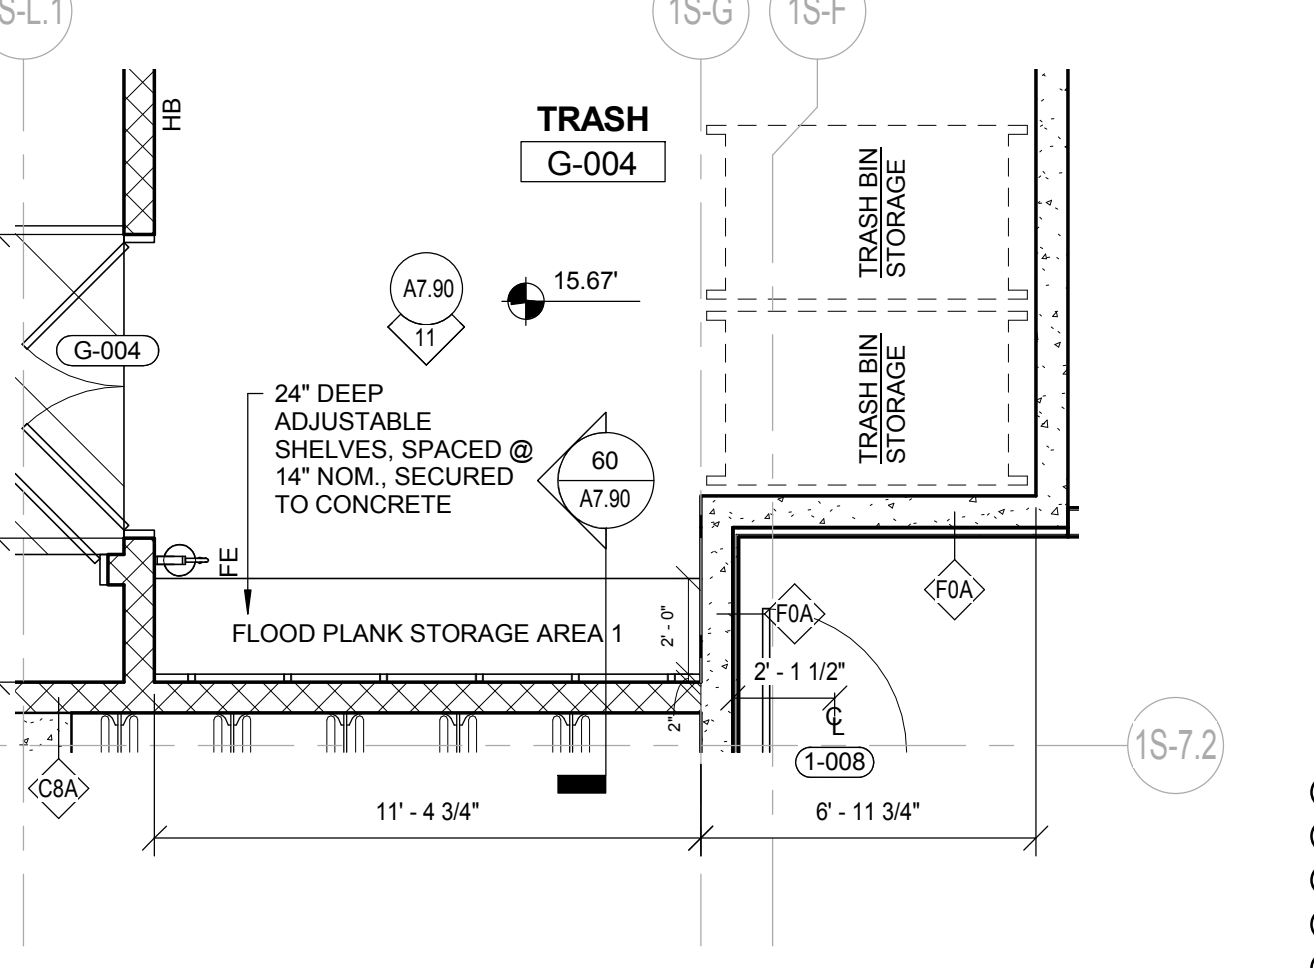 S-L.1
1S-G
1S-F
HB
TRASH
G-004
TRASH BIN
STORAGE
A7.90
11
15.67'
G-004
TRASH BIN
STORAGE
24" DEEP
ADJUSTABLE
SHELVES, SPACED @
14" NOM., SECURED
TO CONCRETE
60
A7.90
FE
F0A
F0A
FLOOD PLANK STORAGE AREA 1
2' - 0"
2' - 1 1/2"
2"
CL
1-008
1S-7.2
C8A
11' - 4 3/4"
6' - 11 3/4"